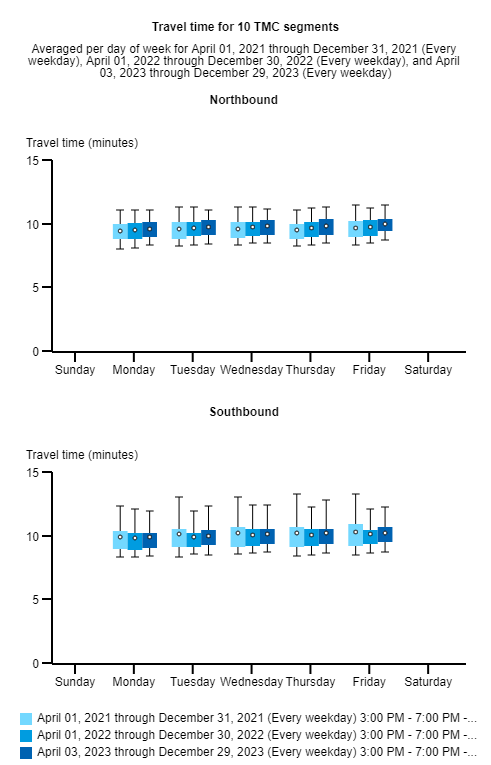 Travel time for 10 TMC segments
Averaged per day of week for April 01, 2021 through December 31, 2021 (Every
weekday), April 01, 2022 through December 30, 2022 (Every weekday), and April
03, 2023 through December 29, 2023 (Every weekday)
Northbound
Travel time (minutes)
15
10
5
0
Sunday Monday Tuesday Wednesday Thursday Friday Saturday
Southbound
Travel time (minutes)
15
10
5
0
Sunday Monday Tuesday Wednesday Thursday Friday Saturday
April 01, 2021 through December 31, 2021 (Every weekday) 3:00 PM - 7:00 PM -...
April 01, 2022 through December 30, 2022 (Every weekday) 3:00 PM - 7:00 PM -...
April 03, 2023 through December 29, 2023 (Every weekday) 3:00 PM - 7:00 PM -...